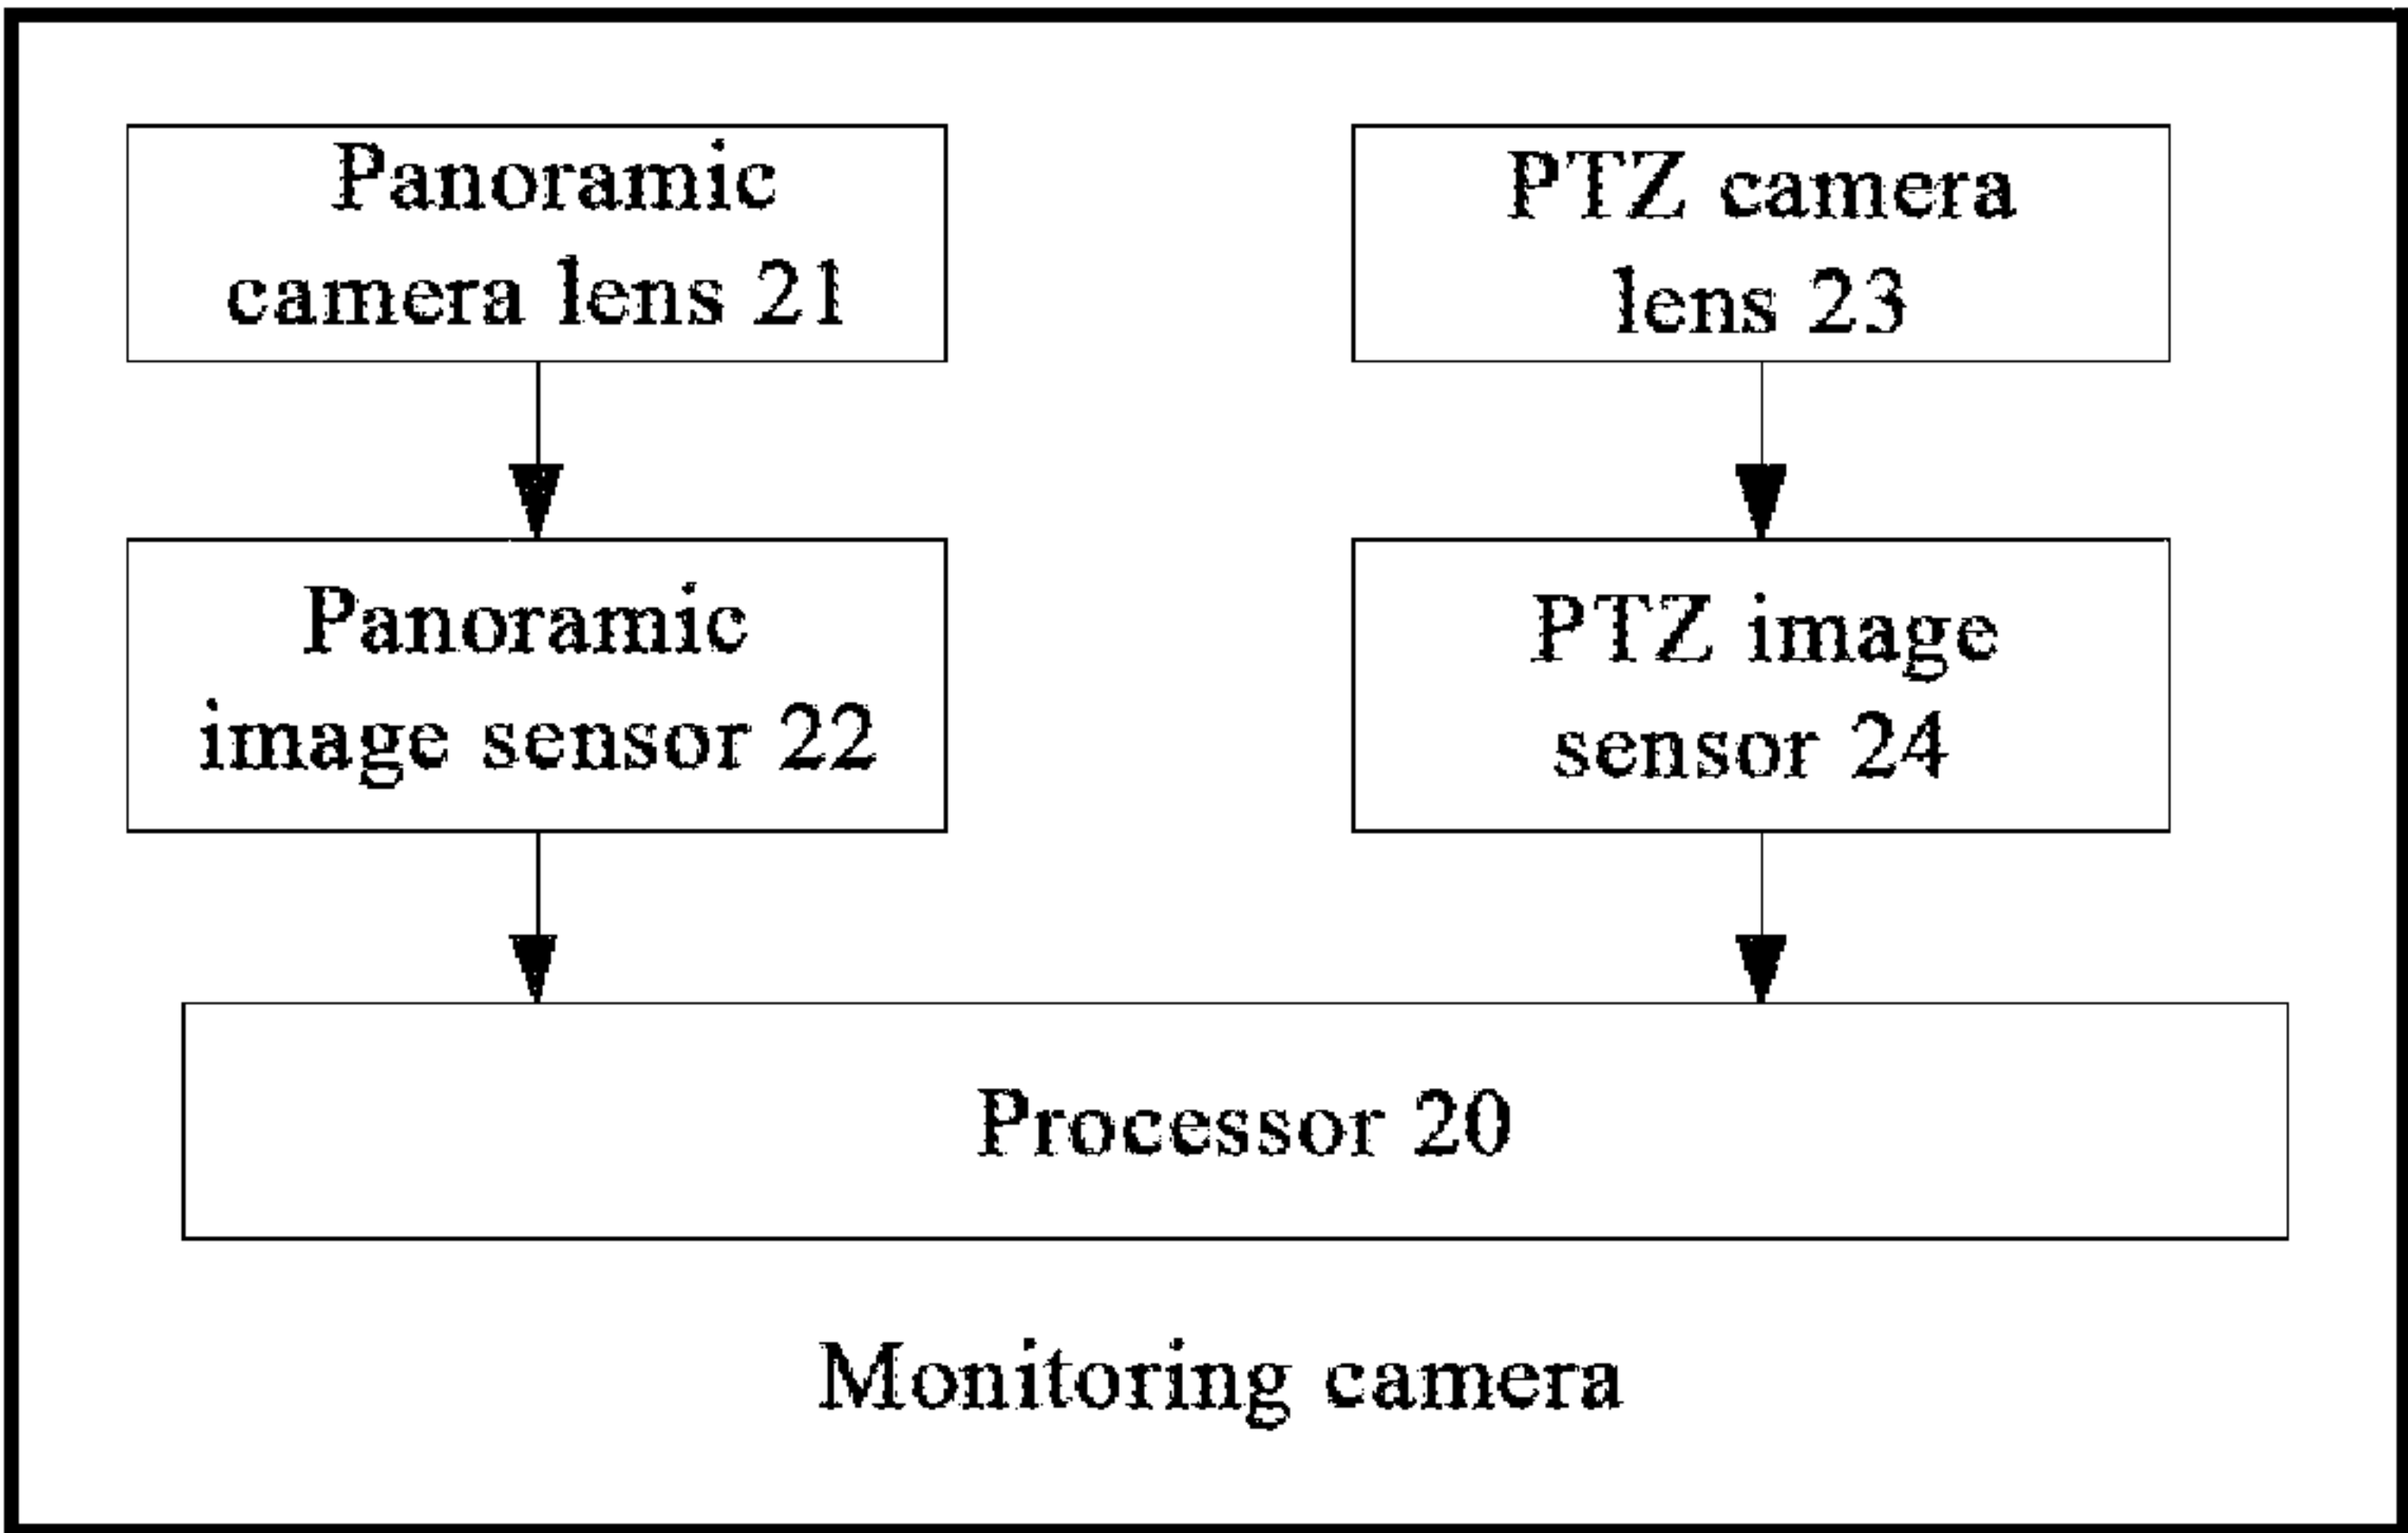 Panoramic
camera lens 21
PTZ camera
lens 23
Panoramic
image sensor 22
PTZ image
sensor 24
Processor 20
Monitoring camera